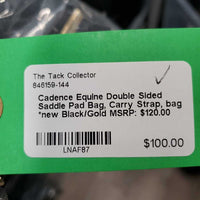 The Tack Collector
846159-144
Cadence Equine Double Sided
Saddle Pad Bag, Carry Strap, bag
*new Black/Gold MSRP: $120.00
LNAF87
$100.00